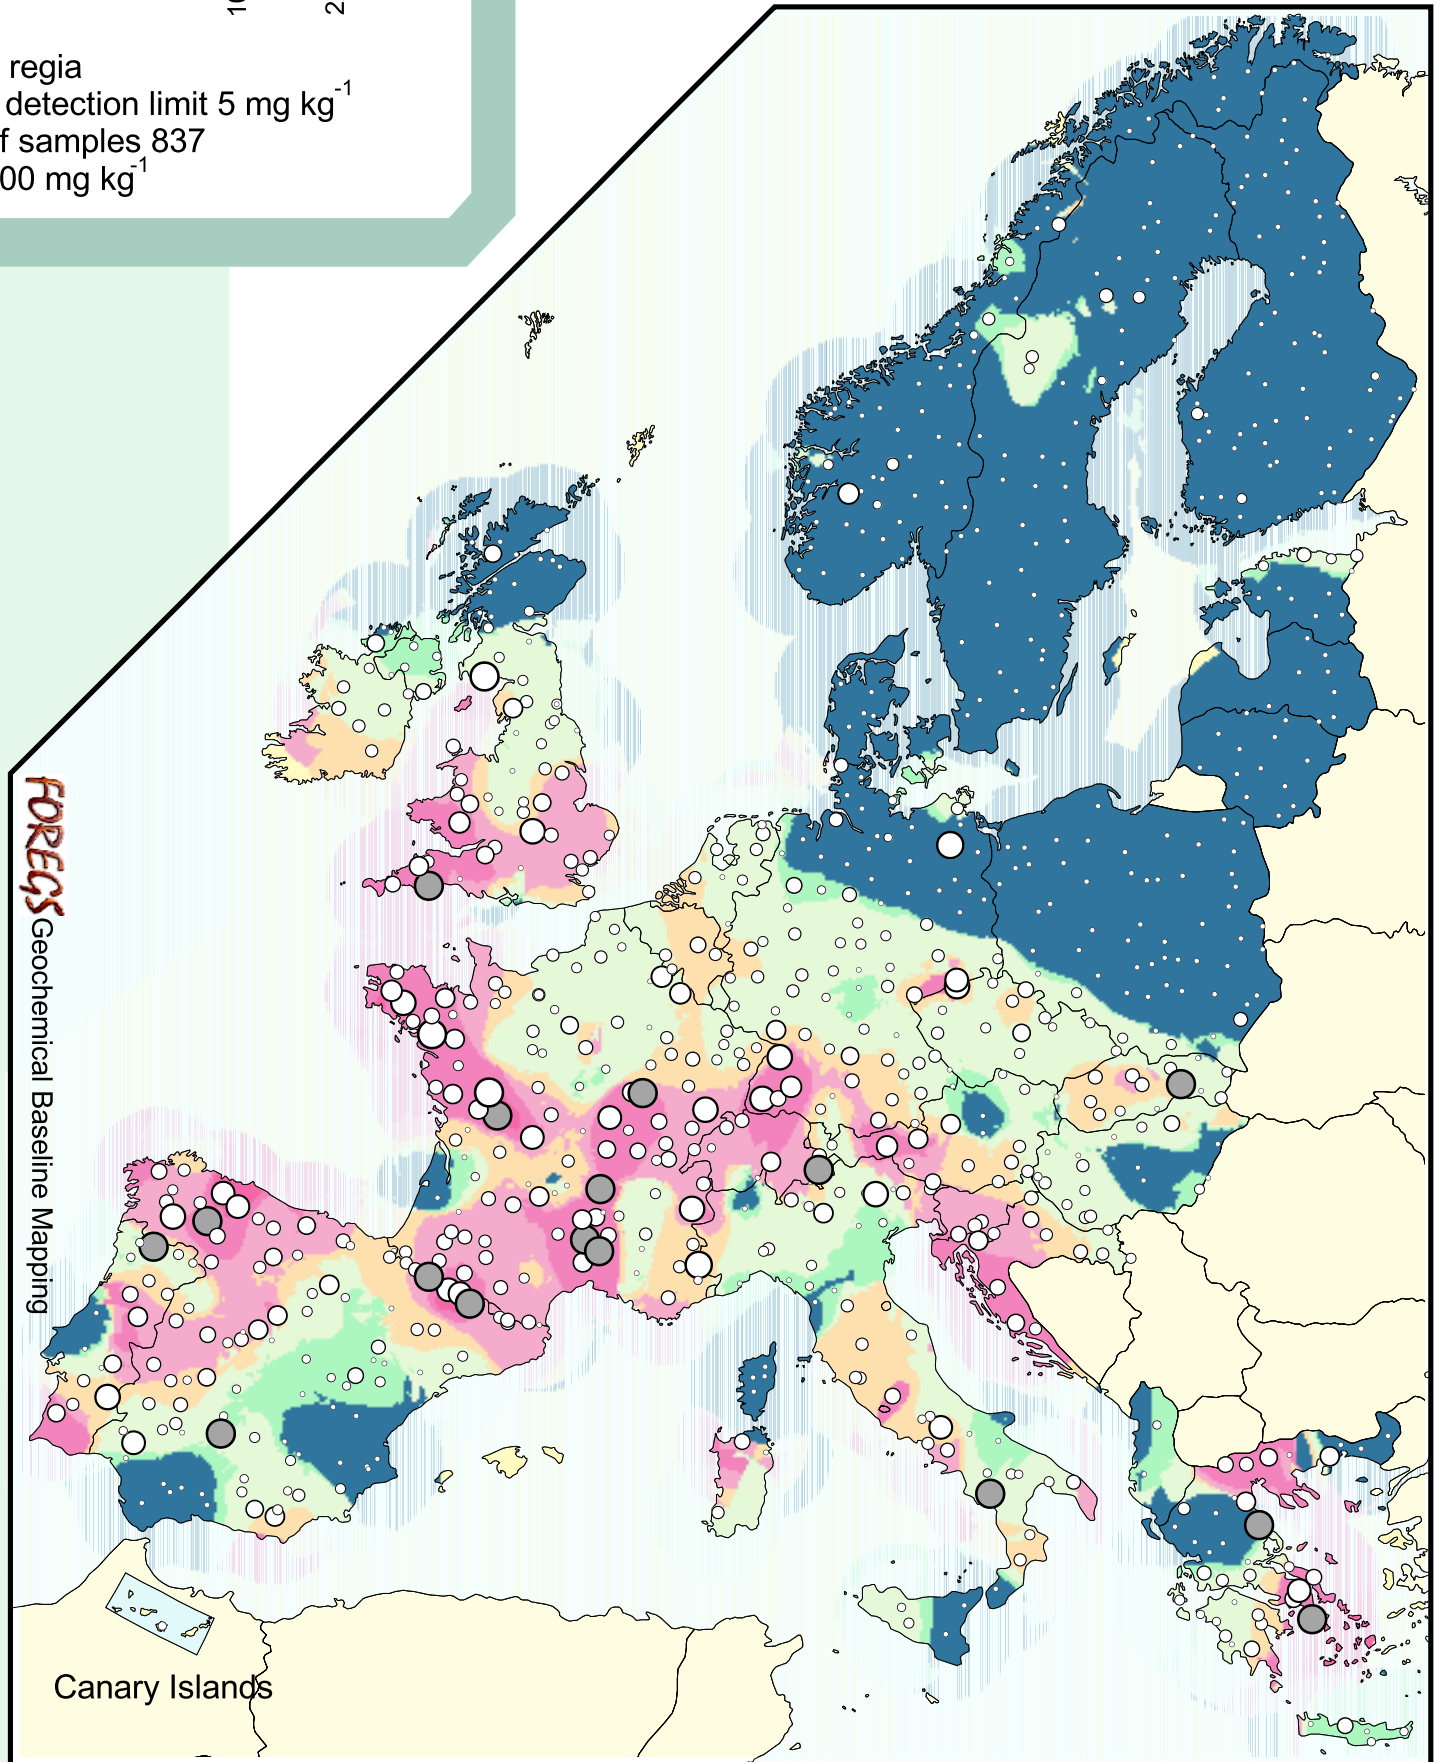 regia
detection limit 5 mg kg-1
f samples 837
00 mg kg-1
FOREGS Geochemical Baseline Mapping
Canary Islands